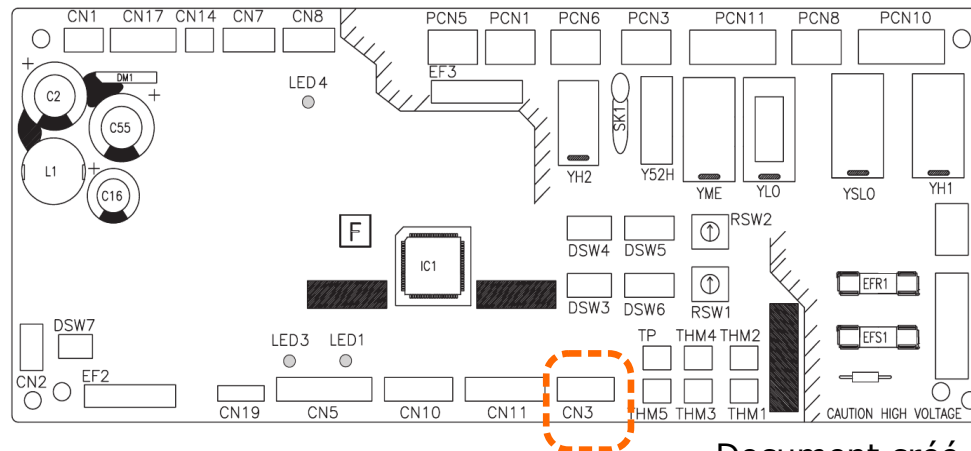 CN1 CN17 CN14 CN7 CN8 PCN5 PCN1 PCN6 PCN3 PCN11 PCN8 PCN10
+ DM1 + EF3
C2 LED4
C55 SK1
L1 + C16 YH2 Y52H YME YLO YSLO YH1
F IC1 DSW4 DSW5 RSW2
EFR1
DSW3 DSW6 RSW1
DSW7 LED3 LED1 TP THM4 THM2 EFS1
CN2 EF2
CN19 CN5 CN10 CN11 CN3 HM5 THM3 THM1 CAUTION HIGH VOLTAGE